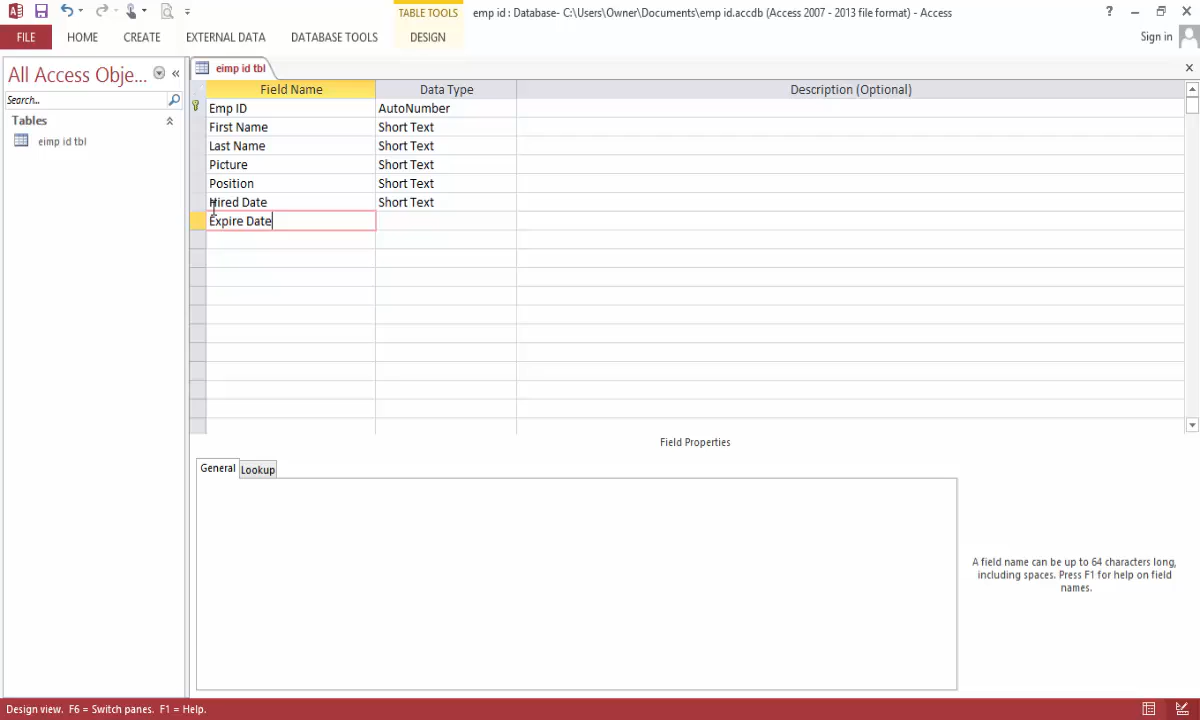 TABLE TOOLS
emp id : Database- C:\Users\Owner\Documents\emp id.accdb (Access 2007 - 2013 file format) - Access
?
FILE
HOME
CREATE
EXTERNAL DATA
DATABASE TOOLS
DESIGN
Sign in
All Access Obje...
Search...
Tables
eimp id tbl
eimp id tbl
Field Name
Data Type
Description (Optional)
Emp ID AutoNumber
First Name Short Text
Last Name Short Text
Picture Short Text
Position Short Text
Hired Date Short Text
Expire Date
Field Properties
General
Lookup
A field name can be up to 64 characters long,
including spaces. Press F1 for help on field
names.
Design view. F6 = Switch panes. F1 = Help.